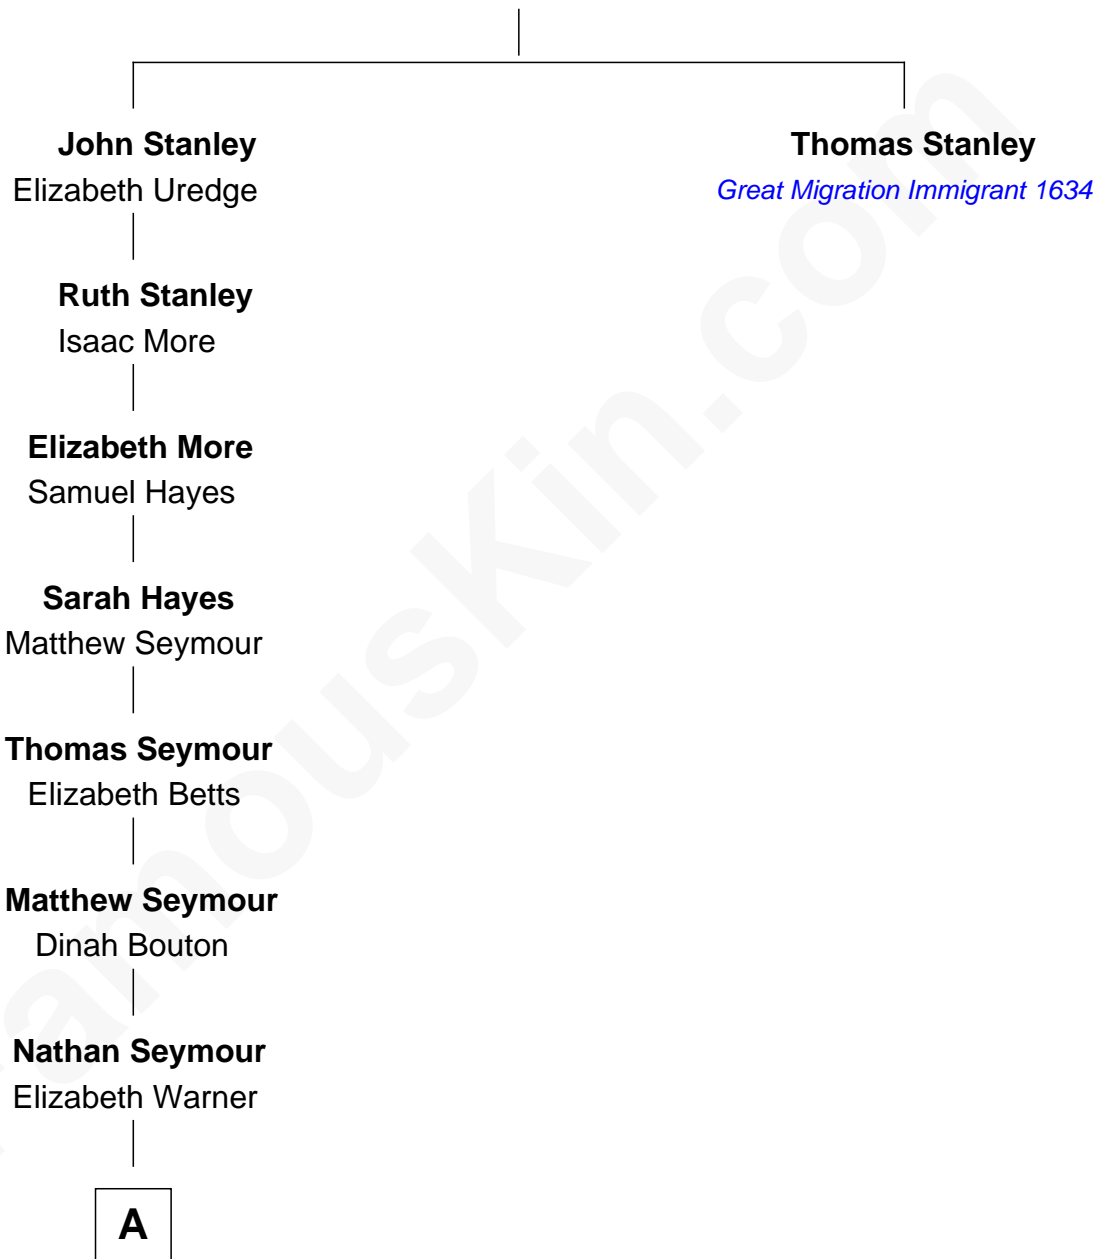 John Stanley
Elizabeth Uredge
Thomas Stanley
Great Migration Immigrant 1634
Ruth Stanley
Isaac More
Elizabeth More
Samuel Hayes
Sarah Hayes
Matthew Seymour
Thomas Seymour
Elizabeth Betts
Matthew Seymour
Dinah Bouton
Nathan Seymour
Elizabeth Warner
A
FamousKin.com